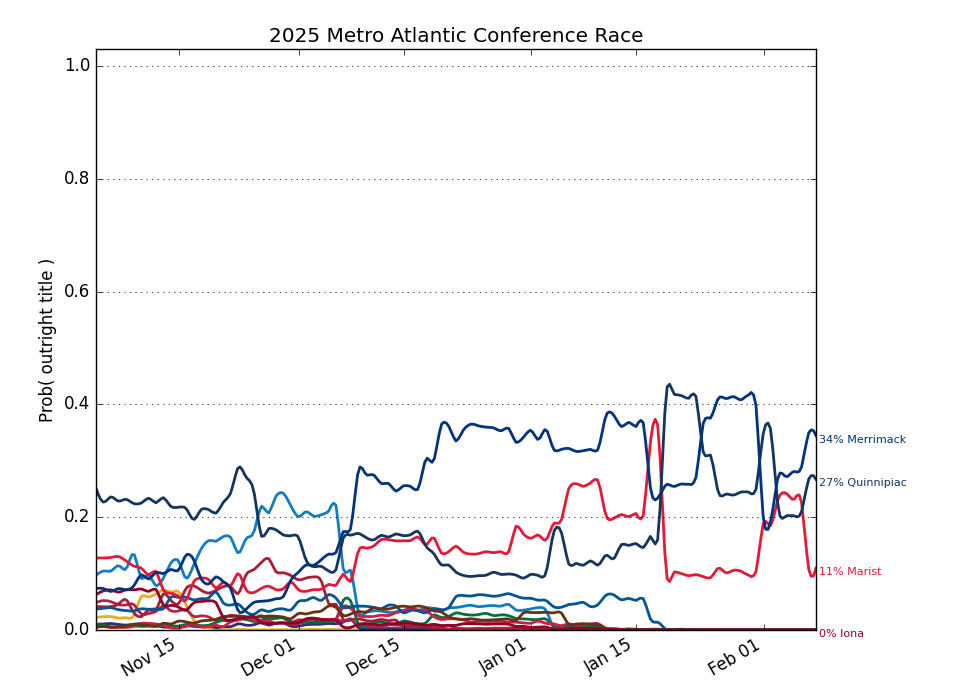 2025 Metro Atlantic Conference Race
1.0
0.8
0.6
0.4
0.2
0.0
Prob( outright title )
34% Merrimack
27% Quinnipiac
11% Marist
0% Iona
Nov 15
Dec 01
Dec 15
Jan 01
Jan 15
Feb 01